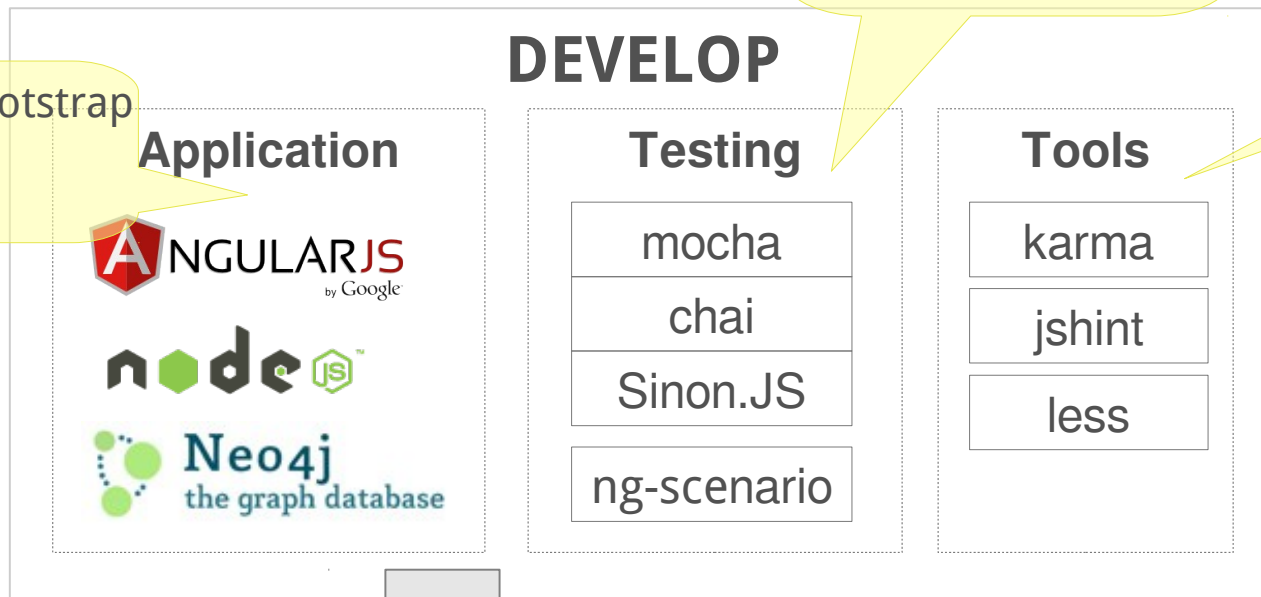 DEVELOP
otstrap
Application
ANGULARJS
by Google
node JS™
Neo4j
the graph database
Testing
mocha
chai
Sinon.JS
ng-scenario
Tools
karma
jshint
less